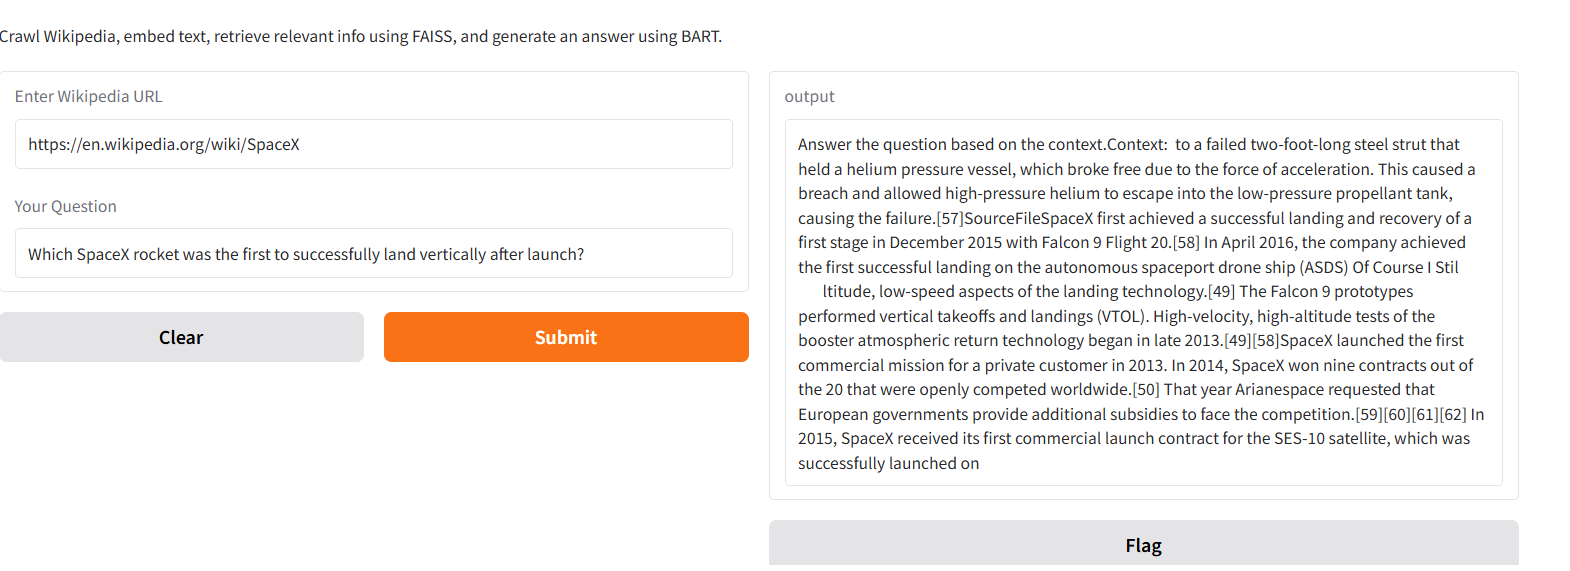 Crawl Wikipedia, embed text, retrieve relevant info using FAISS, and generate an answer using BART.
Enter Wikipedia URL
https://en.wikipedia.org/wiki/SpaceX
Your Question
Which SpaceX rocket was the first to successfully land vertically after launch?
Clear
Submit
output
Answer the question based on the context.Context:  to a failed two-foot-long steel strut that
held a helium pressure vessel, which broke free due to the force of acceleration. This caused a
breach and allowed high-pressure helium to escape into the low-pressure propellant tank,
causing the failure.[57]SourceFileSpaceX first achieved a successful landing and recovery of a
first stage in December 2015 with Falcon 9 Flight 20.[58] In April 2016, the company achieved
the first successful landing on the autonomous spaceport drone ship (ASDS) Of Course I Stil
ltitude, low-speed aspects of the landing technology.[49] The Falcon 9 prototypes
performed vertical takeoffs and landings (VTOL). High-velocity, high-altitude tests of the
booster atmospheric return technology began in late 2013.[49][58]SpaceX launched the first
commercial mission for a private customer in 2013. In 2014, SpaceX won nine contracts out of
the 20 that were openly competed worldwide.[50] That year Arianespace requested that
European governments provide additional subsidies to face the competition.[59][60][61][62] In
2015, SpaceX received its first commercial launch contract for the SES-10 satellite, which was
successfully launched on
Flag